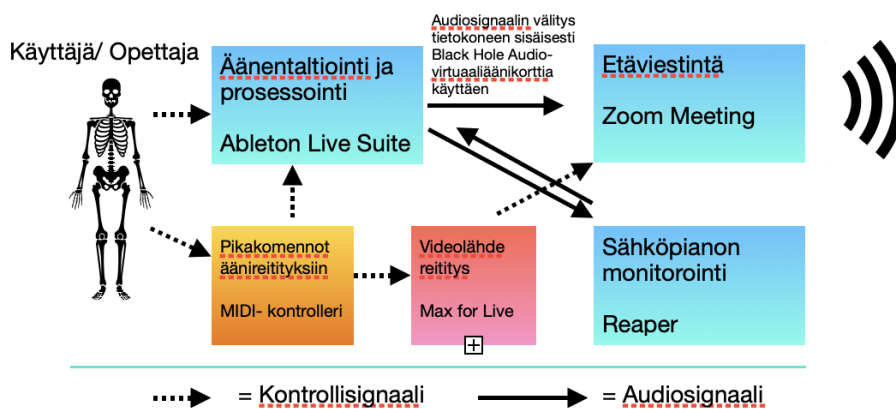 Käyttäjä/ Opettaja
Äänentaltiointi ja
prosessointi
Ableton Live Suite
Audiosignaalin välitys
tietokoneen sisäisesti
Black Hole Audio-
virtuaaliäänikorttia
käyttäen
Etäviestintä
Zoom Meeting
Pikakomennot
äänireitityksiin
MIDI- kontrolleri
Videolähde
reititys
Max for Live
Sähköpianon
monitorointi
Reaper
= Kontrollisignaali
= Audiosignaali